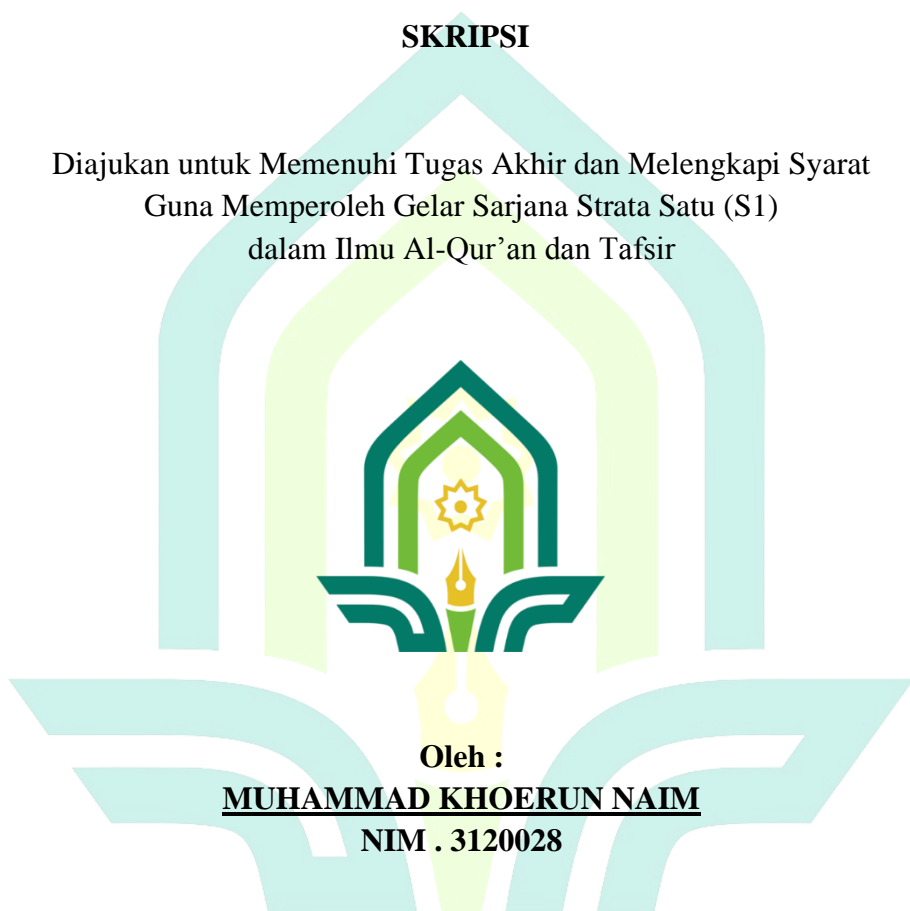 SKRIPSI
Diajukan untuk Memenuhi Tugas Akhir dan Melengkapi Syarat
Guna Memperoleh Gelar Sarjana Strata Satu (S1)
dalam Ilmu Al-Qur’an dan Tafsir
Oleh :
MUHAMMAD KHOERUN NAIM
NIM . 3120028